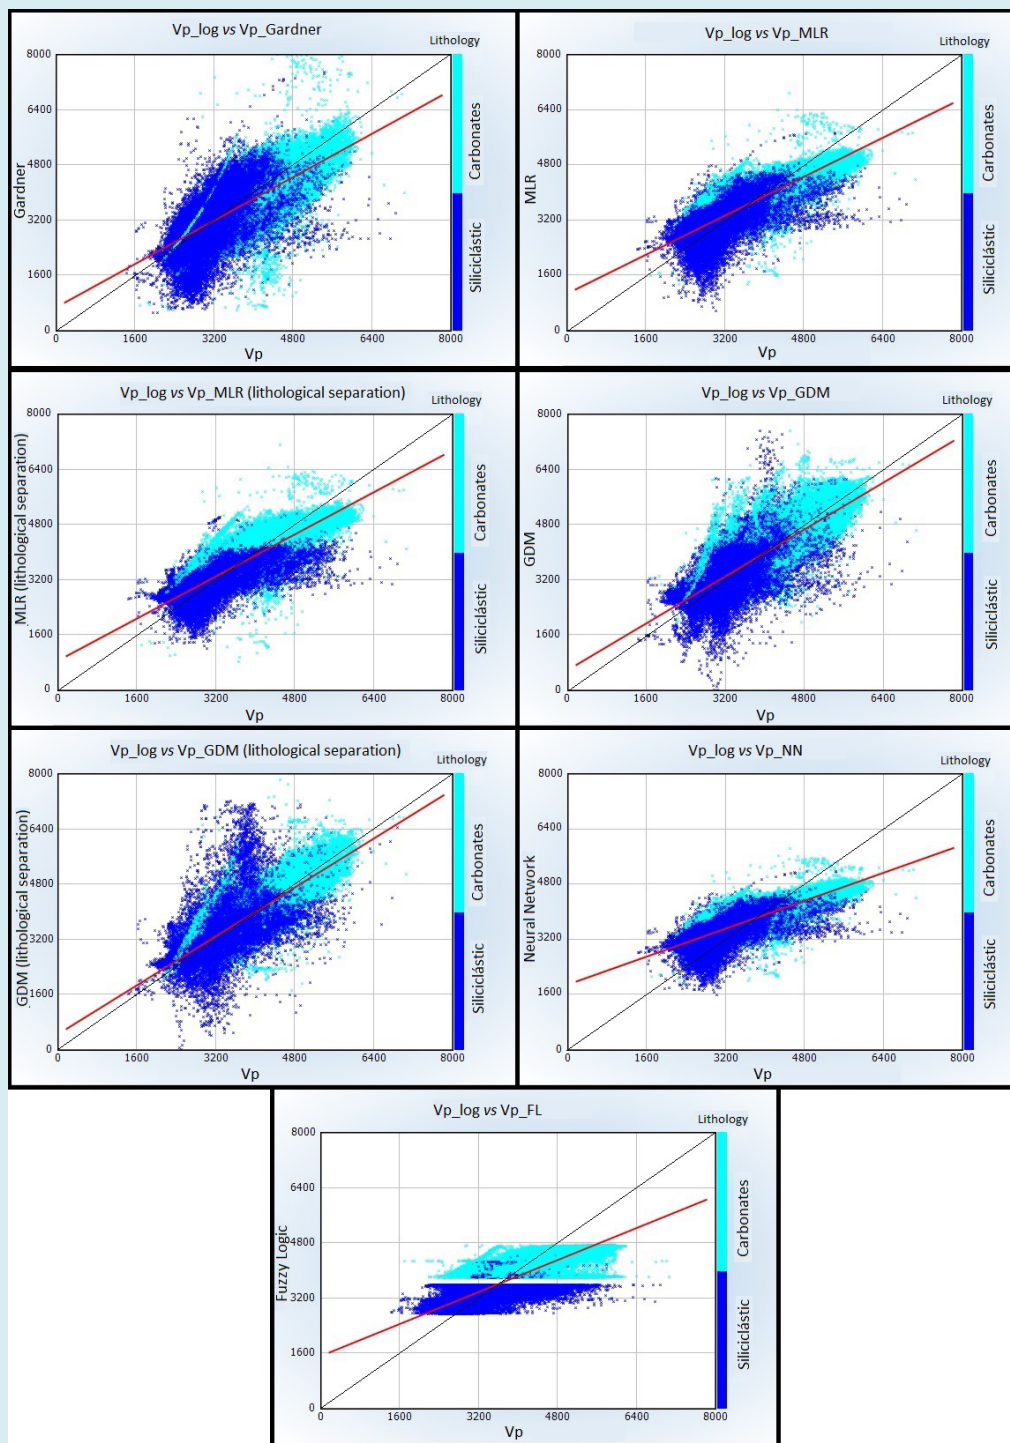 Vp_log vs Vp_Gardner
Lithology
8000
6400
4800
3200
1600
0
Gardner
0 3200 4800 6400 8000
Vp
Carbonates
Siliciclástic
Vp_log vs Vp_MLR
Lithology
8000
6400
4800
3200
1600
0
MLR
0 1600 3200 4800 6400 8000
Vp
Carbonates
Siliciclástic
Vp_log vs Vp_MLR (lithological separation)
Lithology
8000
6400
4800
3200
1600
0
MLR (lithological separation)
0 1600 3200 4800 6400 8000
Vp
Carbonates
Siliciclástic
Vp_log vs Vp_GDM
Lithology
8000
6400
4800
3200
1600
0
GDM
0 1600 3200 4800 6400 8000
Vp
Carbonates
Siliciclástic
Vp_log vs Vp_GDM (lithological separation)
Lithology
8000
6400
4800
3200
1600
0
GDM (lithological separation)
0 1600 3200 4800 6400 8000
Vp
Carbonates
Siliciclástic
Vp_log vs Vp_NN
Lithology
8000
6400
4800
3200
1600
0
Neural Network
0 1600 3200 4800 6400 8000
Vp
Carbonates
Siliciclástic
Vp_log vs Vp_FL
Lithology
8000
6400
4800
3200
1600
0
Fuzzy Logic
0 1600 3200 4800 6400 8000
Vp
Carbonates
Siliciclástic